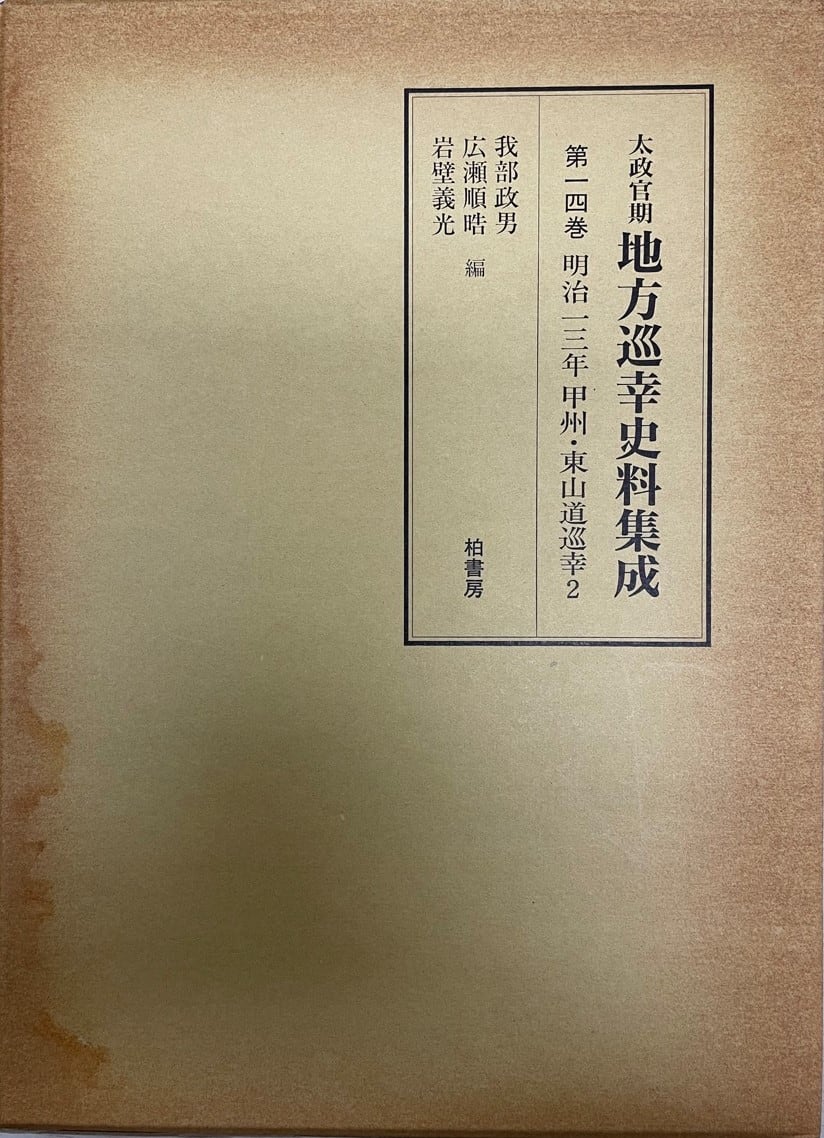 太政官期 地方巡幸史料集成
第一四巻 明治一三年 甲州・東山道巡幸2
我部政男
広瀬順晧 編
岩壁義光
柏書房